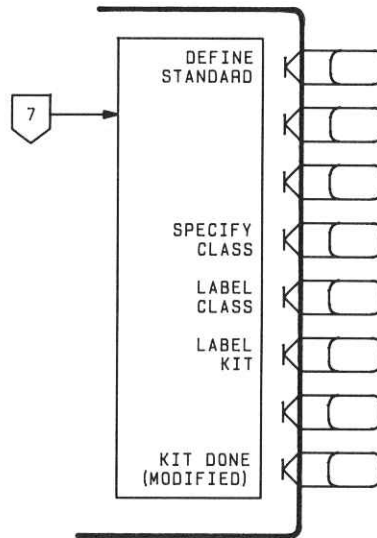 DEFINE
STANDARD
7
SPECIFY
CLASS
LABEL
CLASS
LABEL
KIT
KIT DONE
(MODIFIED)